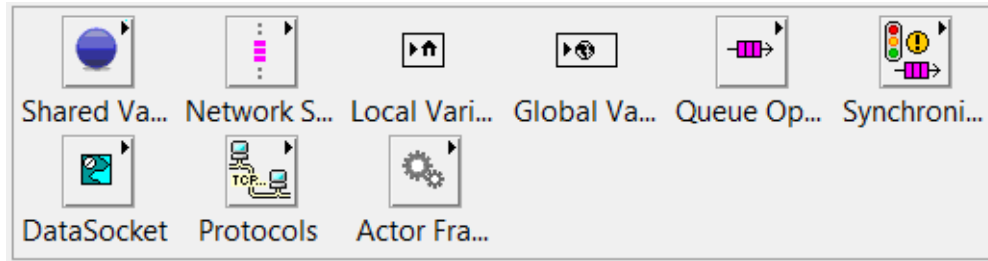 Shared Va... Network S... Local Vari... Global Va... Queue Op... Synchroni...
TCP...
DataSocket Protocols Actor Fra...